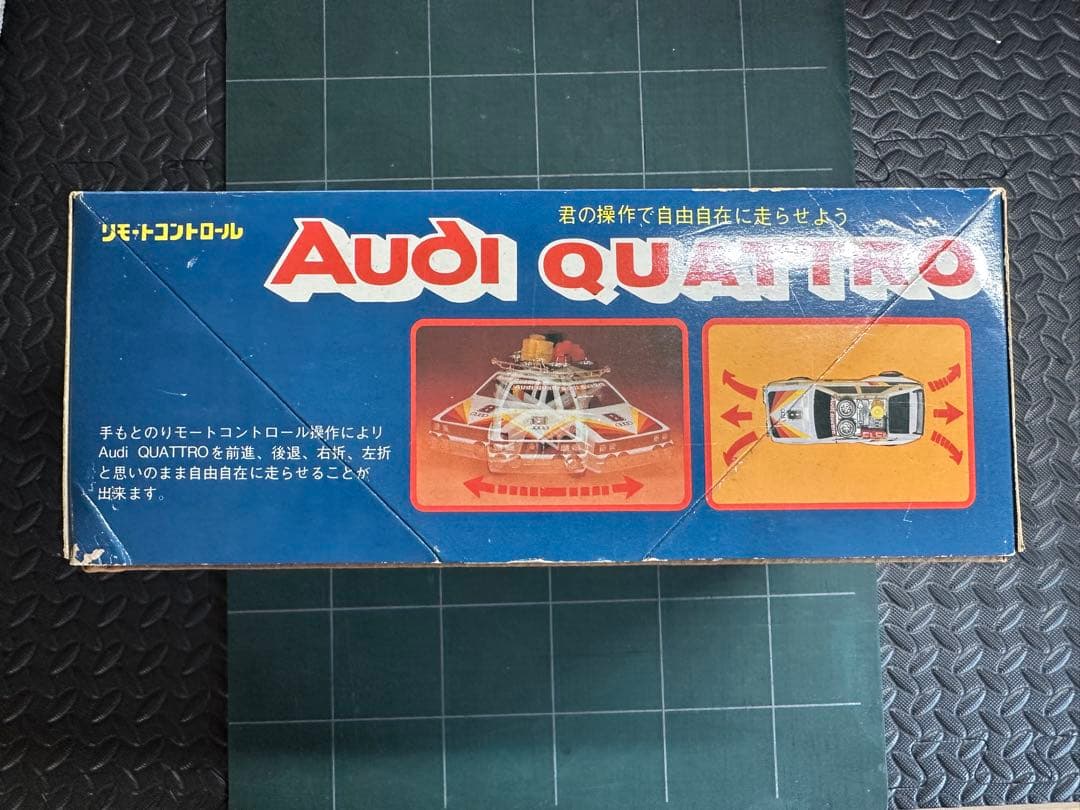 リモートコントロール
君の操作で自由自在に走らせよう
AUDI QUATTRO
手もとのリモートコントロール操作により
Audi QUATTROを前進、後退、右折、左折
と思いのまま自由自在に走らせることが
出来ます。